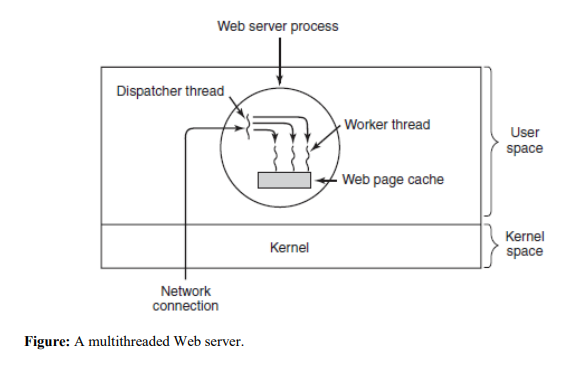 Web server process
Dispatcher thread
Worker thread
User
space
Web page cache
Kernel
Kernel
space
Network
connection
Figure: A multithreaded Web server.